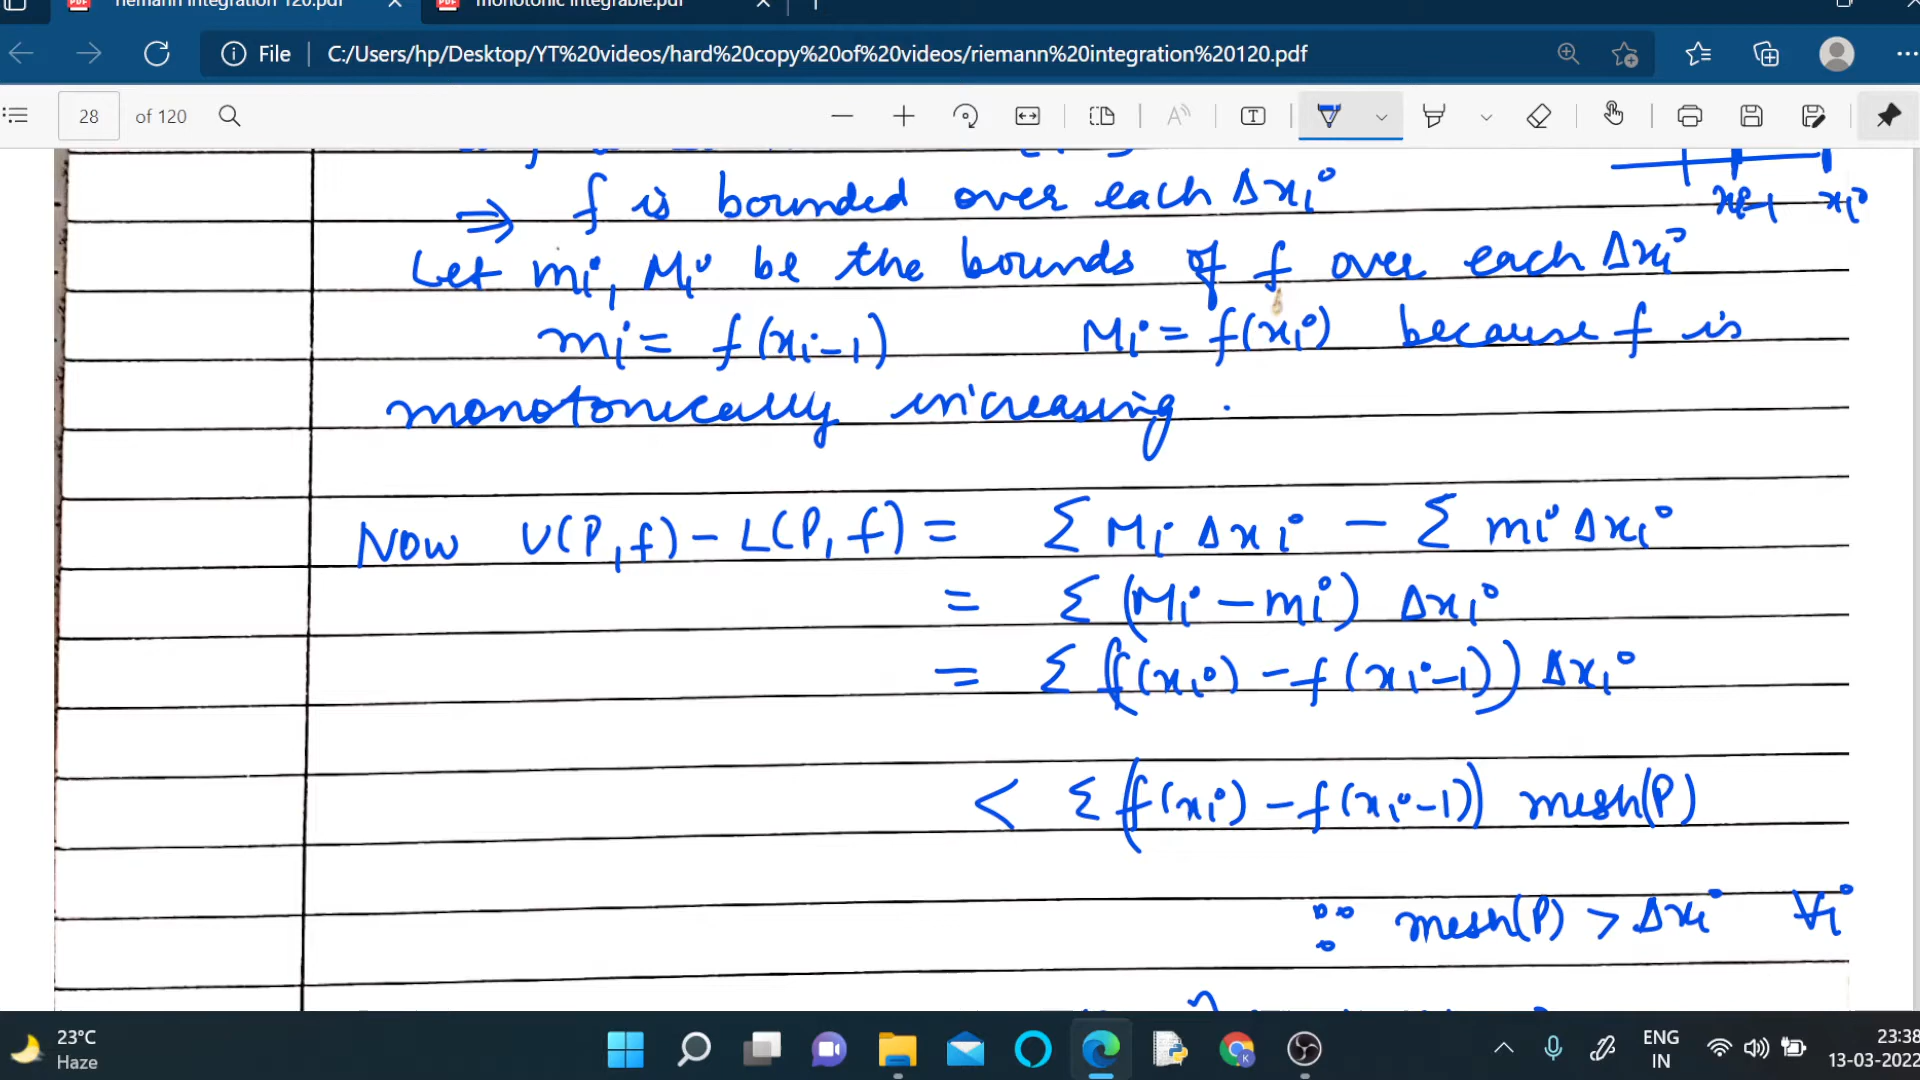 riemann integration 120.pdf
monotonic integrable.pdf
File
C:/Users/hp/Desktop/YT%20videos/hard%20copy%20of%20videos/riemann%20integration%20120.pdf
28 of 120
⇒ f is bounded over each Δxi
xi-1 xi
Let mi, Mi be the bounds of f over each Δxi
mi = f(xi-1) Mi = f(xi) because f is
monotonically increasing.
Now U(P, f) - L(P, f) = Σ Mi Δxi - Σ mi Δxi
= Σ (Mi - mi) Δxi
= Σ (f(xi) - f(xi-1)) Δxi
< Σ (f(xi) - f(xi-1)) mesh(P)
∵ mesh(P) > Δxi ∀i
23°C
Haze
ENG
IN
23:38
13-03-2022